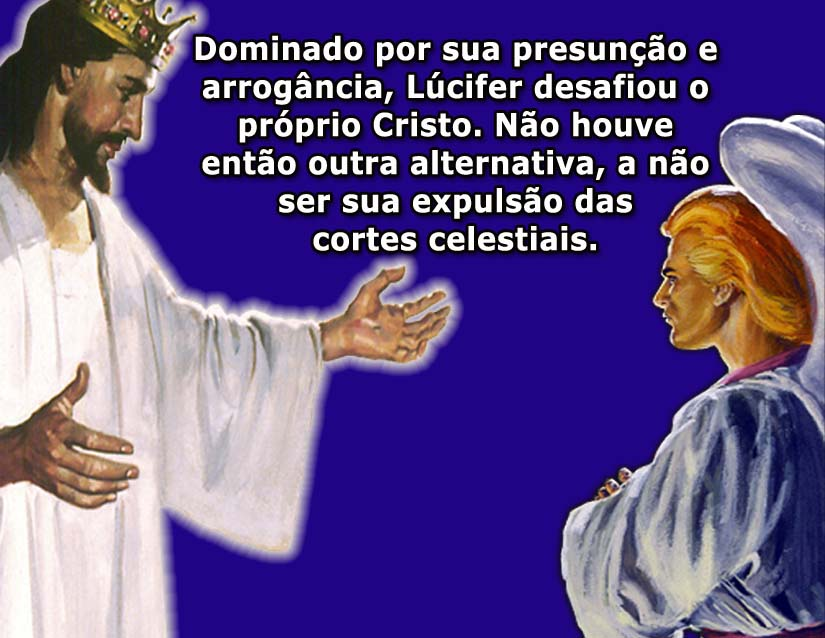 Dominado por sua presunção e
arrogância, Lúcifer desafiou o
próprio Cristo. Não houve
então outra alternativa, a não
ser sua expulsão das
cortes celestiais.